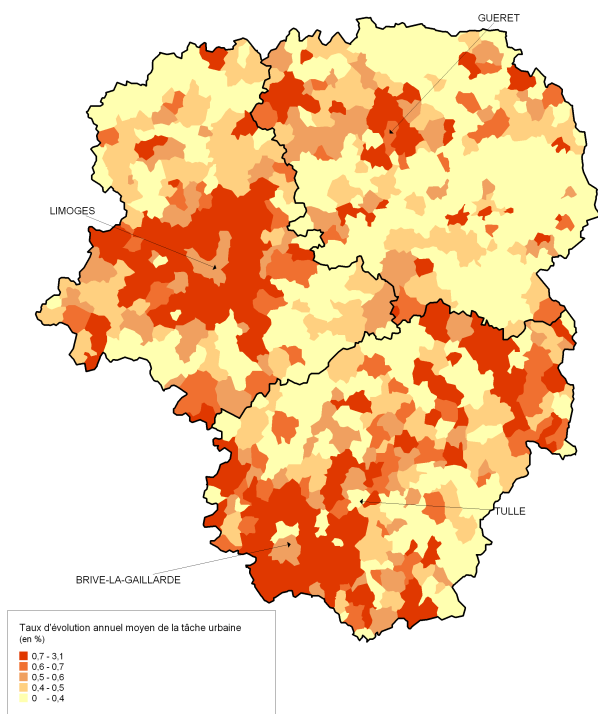 GUERET
LIMOGES
TULLE
BRIVE-LA-GAILLARDE
Taux d'évolution annuel moyen de la tâche urbaine
(en %)
0,7 - 3,1
0,6 - 0,7
0,5 - 0,6
0,4 - 0,5
0 - 0,4